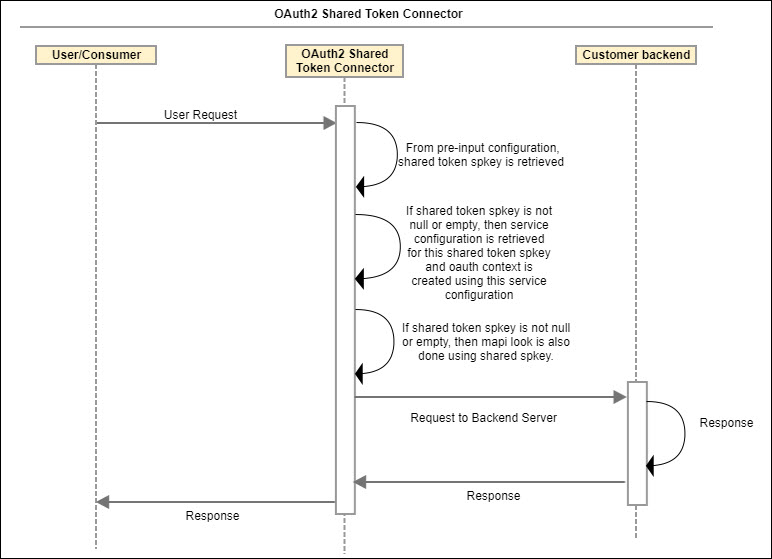 OAuth2 Shared Token Connector
User/Consumer
OAuth2 Shared
Token Connector
Customer backend
User Request
From pre-input configuration,
shared token spkey is retrieved
If shared token spkey is not
null or empty, then service
configuration is retrieved
for this shared token spkey
and oauth context is
created using this service
configuration
If shared token spkey is not null
or empty, then mapi look is also
done using shared spkey.
Request to Backend Server
Response
Response
Response